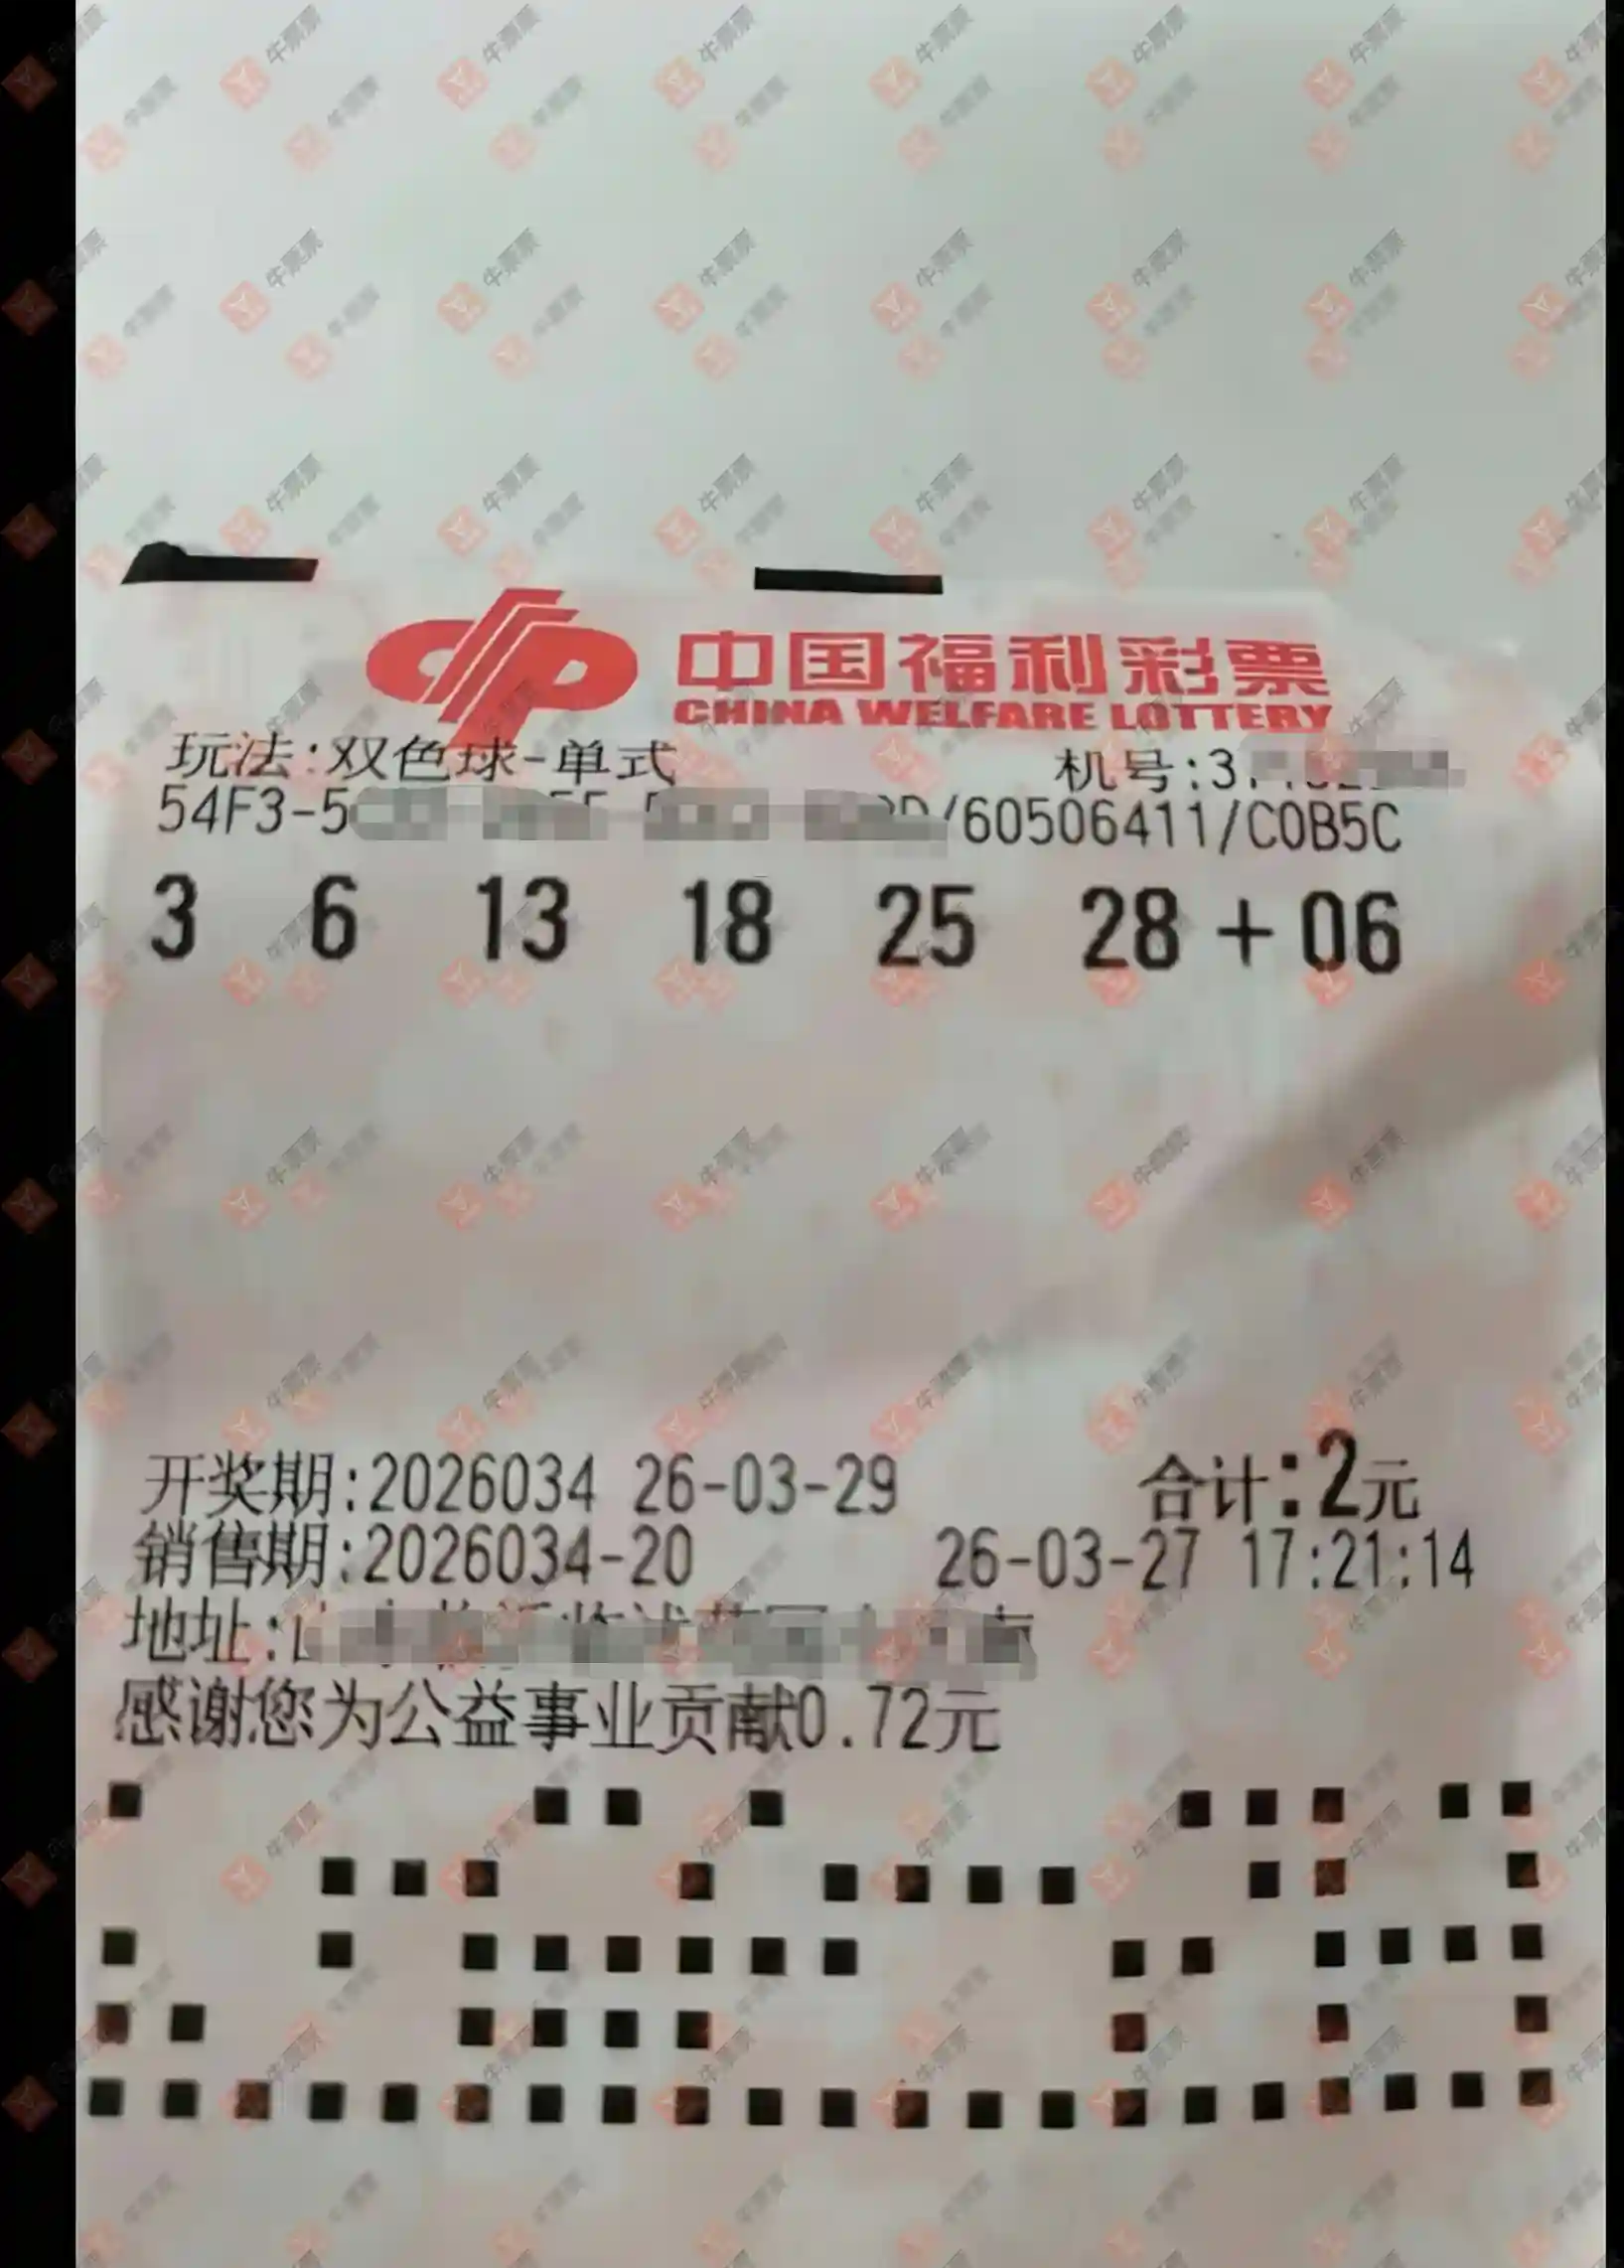 中国福利彩票
CHINA WELFARE LOTTERY
玩法:双色球-单式 机号:3
54F3-5 /60506411/C0B5C
3 6 13 18 25 28 + 06
开奖期:2026034 26-03-29 合计:2元
销售期:2026034-20 26-03-27 17:21:14
地址:
感谢您为公益事业贡献0.72元
牛票票